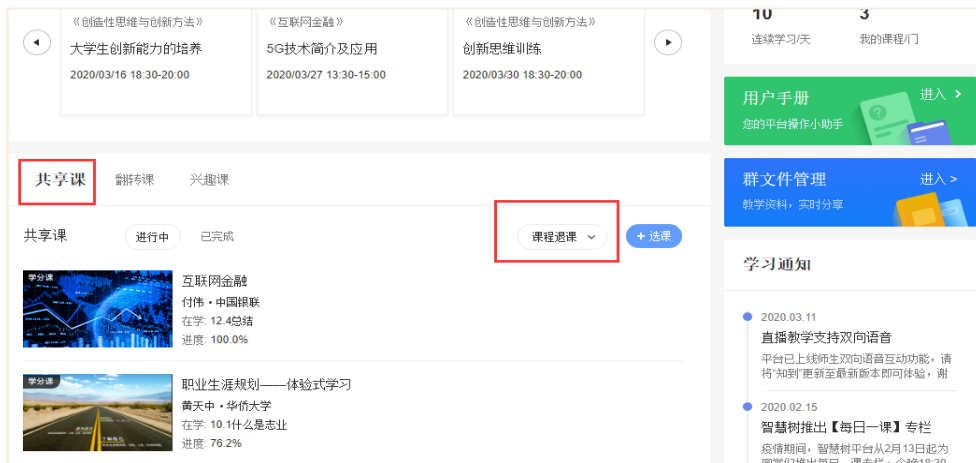 《创造性思维与创新方法》
大学生创新能力的培养
2020/03/16 18:30-20:00
《互联网金融》
5G技术简介及应用
2020/03/27 13:30-15:00
《创造性思维与创新方法》
创新思维训练
2020/03/30 18:30-20:00
10
连续学习/天
3
我的课程/门
用户手册
进入 >
您的平台操作小助手
群文件管理
进入 >
教学资料，实时分享
共享课
翻转课
兴趣课
共享课
进行中
已完成
课程退课
+ 选课
学分课
互联网金融
付伟·中国银联
在学: 12.4总结
进度: 100.0%
学分课
职业生涯规划——体验式学习
黄天中·华侨大学
在学: 10.1什么是志业
进度: 76.2%
学习通知
2020.03.11
直播教学支持双向语音
平台已上线师生双向语音互动功能，请
将"知到"更新至最新版本即可体验，谢
2020.02.15
智慧树推出【每日一课】专栏
疫情期间，智慧树平台从2月13日起为